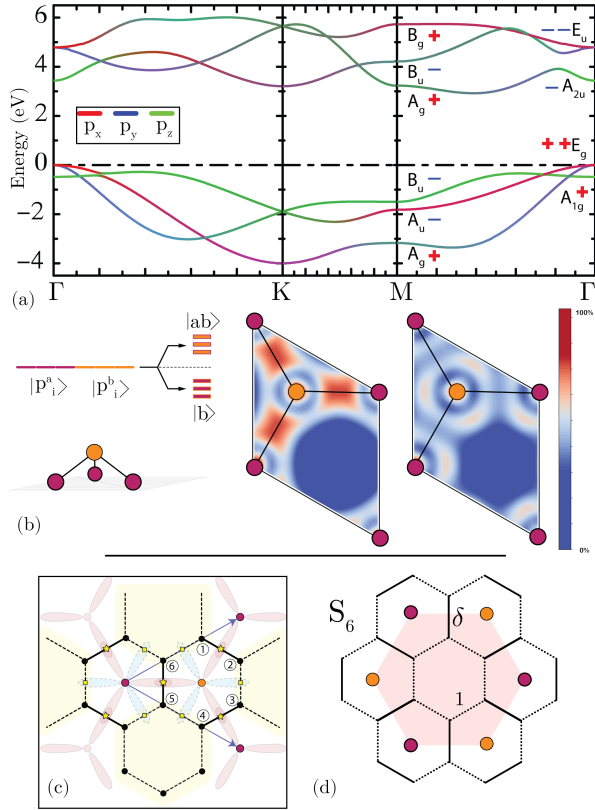 Energy (eV)
6
4
2
0
−2
−4
p_x p_y p_z
B_g +
B_u −
A_g +
B_u −
A_u −
A_g +
− − E_u
− A_2u
+ + E_g
+
A_1g
(a)
Γ K M Γ
|ab⟩
|p^a_i⟩ |p^b_i⟩
|b⟩
(b)
100%
0%
① ② ③ ④ ⑤ ⑥
(c)
S_6
δ
1
(d)